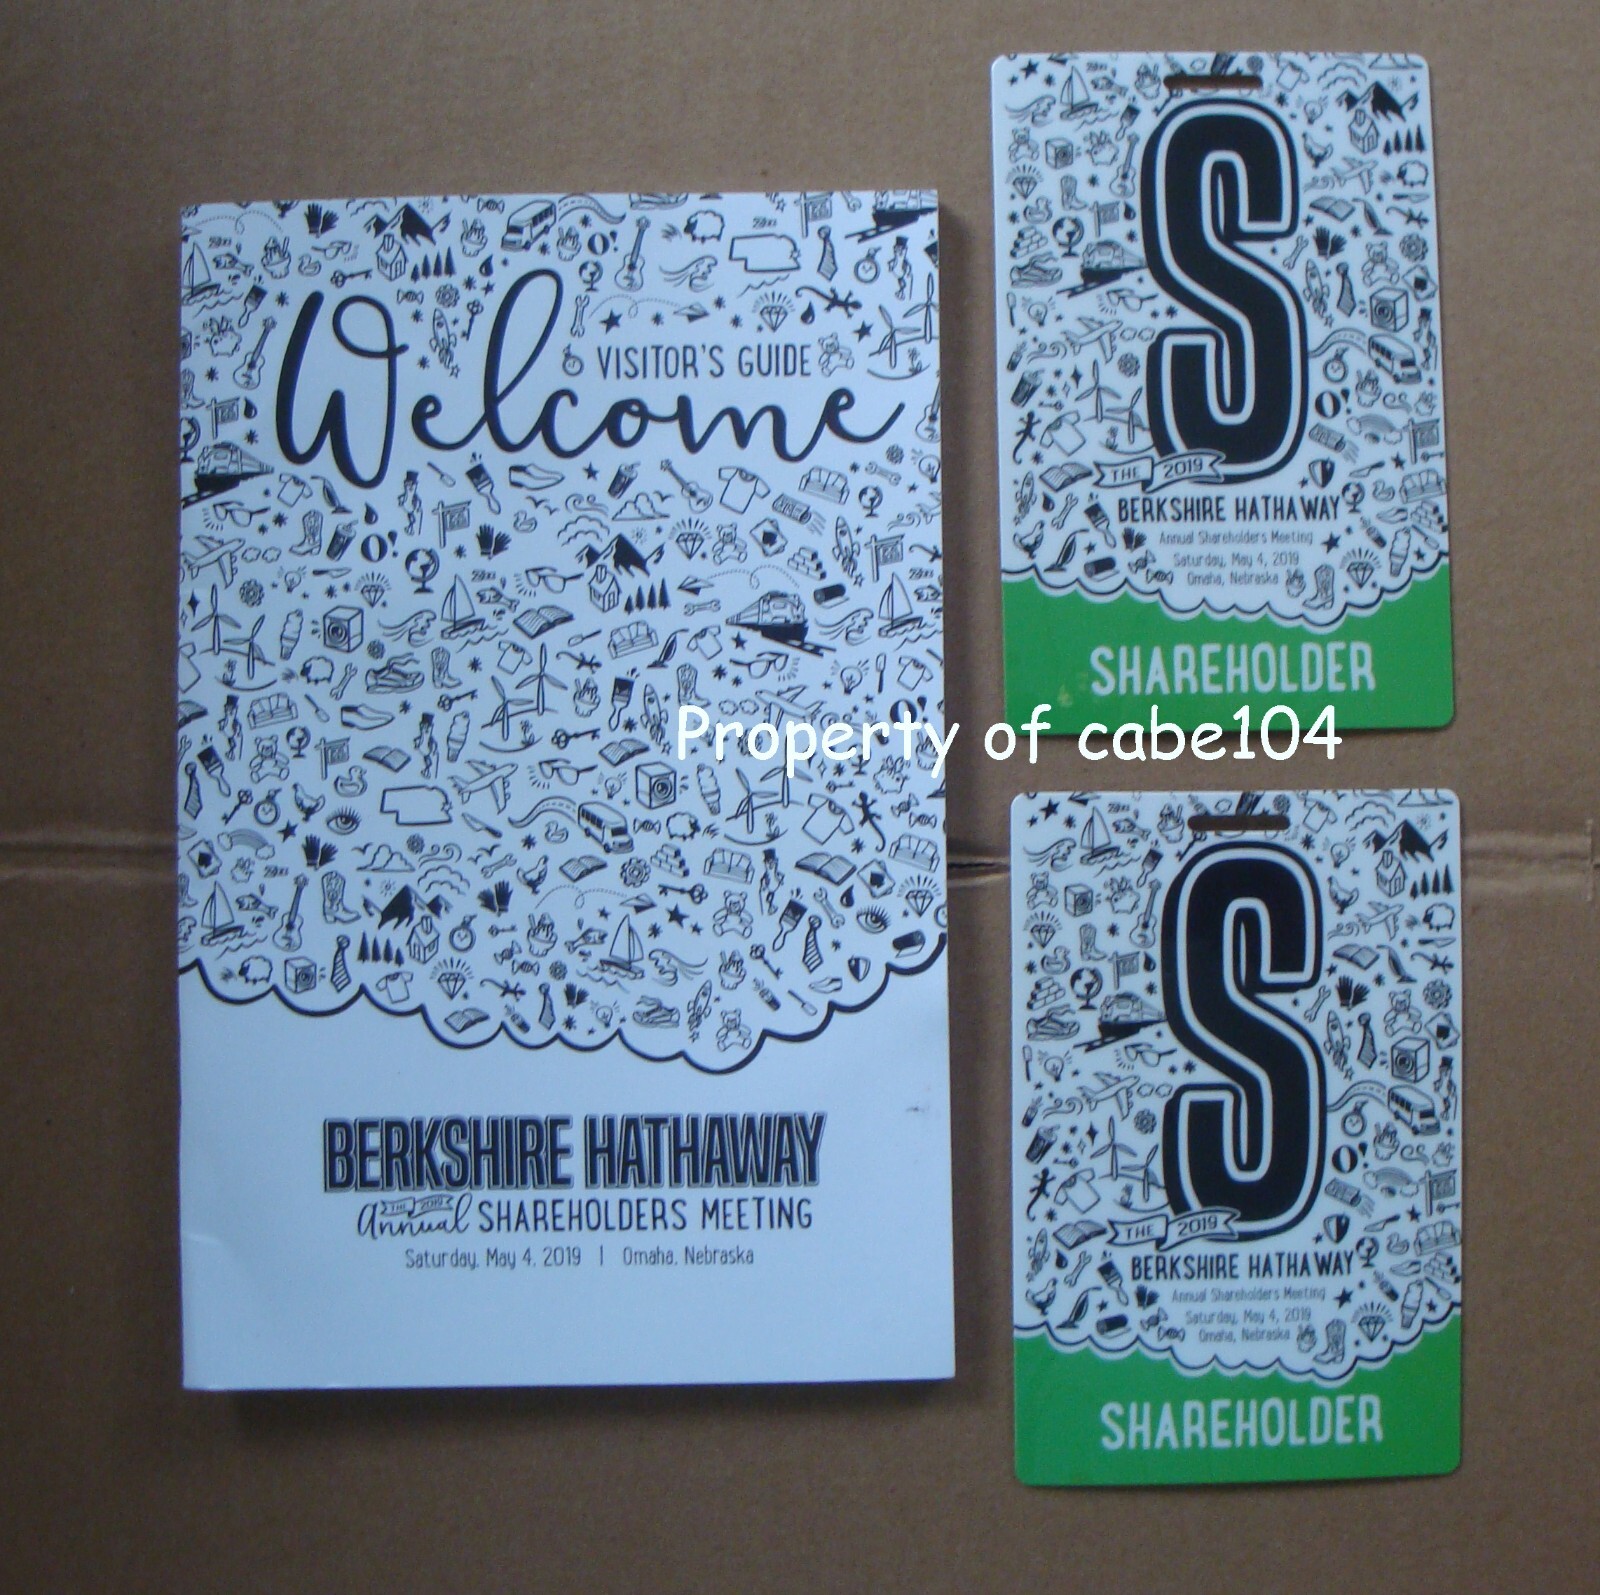 VISITOR'S GUIDE
Welcome
BERKSHIRE HATHAWAY
THE 2019
Annual SHAREHOLDERS MEETING
Saturday, May 4, 2019 | Omaha, Nebraska
S
THE 2019
BERKSHIRE HATHAWAY
Annual Shareholders Meeting
Saturday, May 4, 2019
Omaha, Nebraska
SHAREHOLDER
Property of cabe104
S
THE 2019
BERKSHIRE HATHAWAY
Annual Shareholders Meeting
Saturday, May 4, 2019
Omaha, Nebraska
SHAREHOLDER